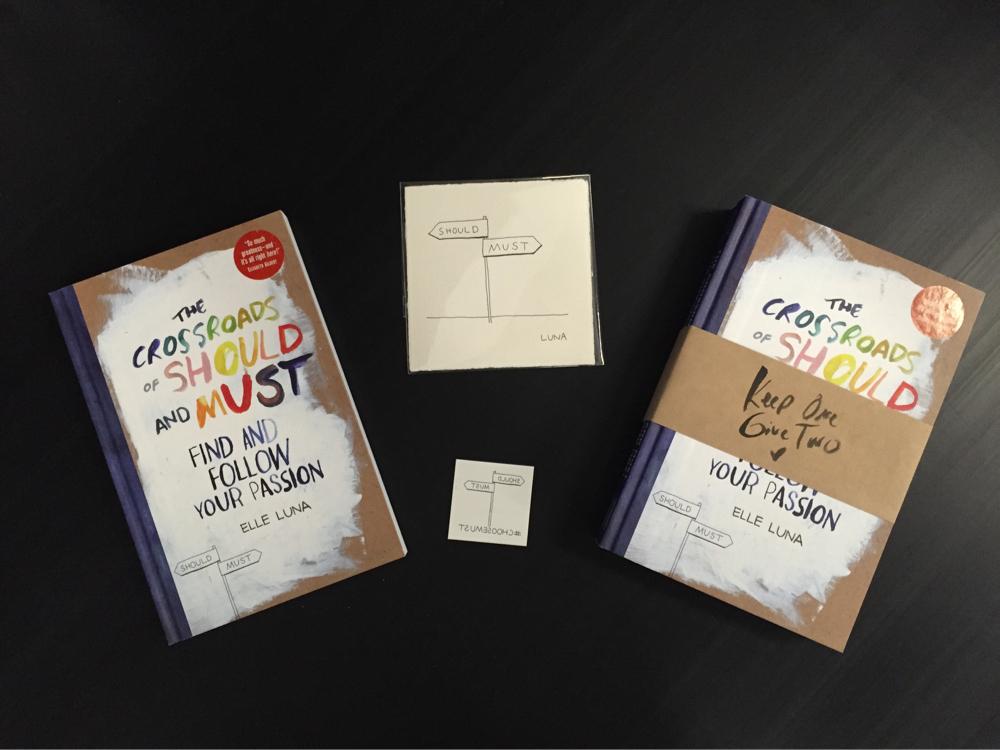 "So much
greatness—and
it's all right here!"
Elizabeth Gilbert
THE
CROSSROADS
OF SHOULD
AND MUST
FIND AND
FOLLOW
YOUR PASSION
ELLE LUNA
SHOULD
MUST
SHOULD
MUST
LUNA
SHOULD
MUST
#CHOOSEMUST
THE
CROSSROADS
OF SHOULD
Keep One
Give Two
FOLLOW
YOUR PASSION
ELLE LUNA
SHOULD
MUST